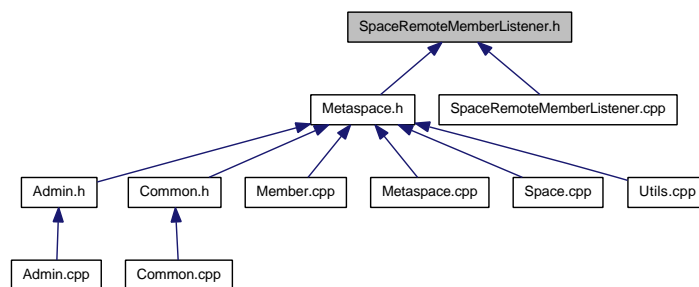 SpaceRemoteMemberListener.h
Metaspace.h
SpaceRemoteMemberListener.cpp
Admin.h
Common.h
Member.cpp
Metaspace.cpp
Space.cpp
Utils.cpp
Admin.cpp
Common.cpp